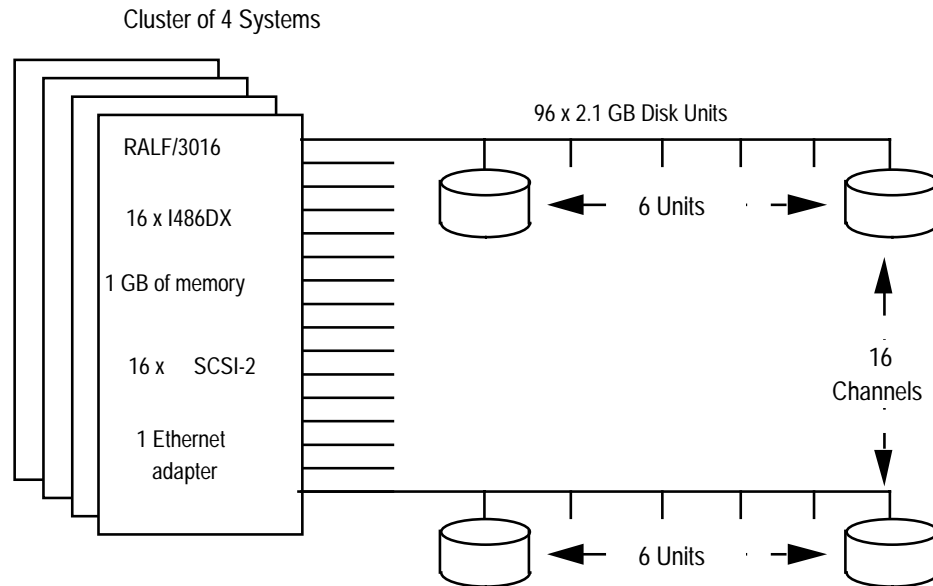 Cluster of 4 Systems
96 x 2.1 GB Disk Units
RALF/3016
16 x I486DX
6 Units
1 GB of memory
16 x SCSI-2
16
Channels
1 Ethernet
adapter
6 Units